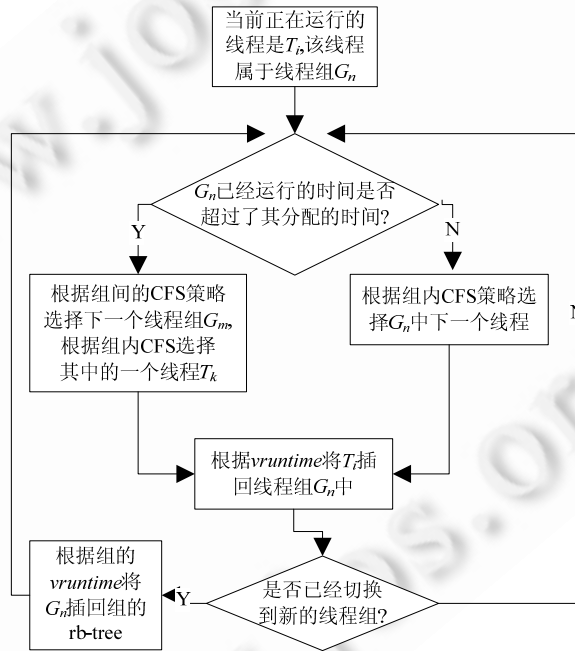 当前正在运行的
线程是Ti,该线程
属于线程组Gn
Gn已经运行的时间是否
超过了其分配的时间?
Y
N
根据组间的CFS策略
选择下一个线程组Gm,
根据组内CFS选择
其中的一个线程Tk
根据组内CFS策略选
择Gn中下一个线程
N
根据vruntime将Ti插
回线程组Gn中
根据组的
vruntime将
Gn插回组的
rb-tree
Y
是否已经切换
到新的线程组?